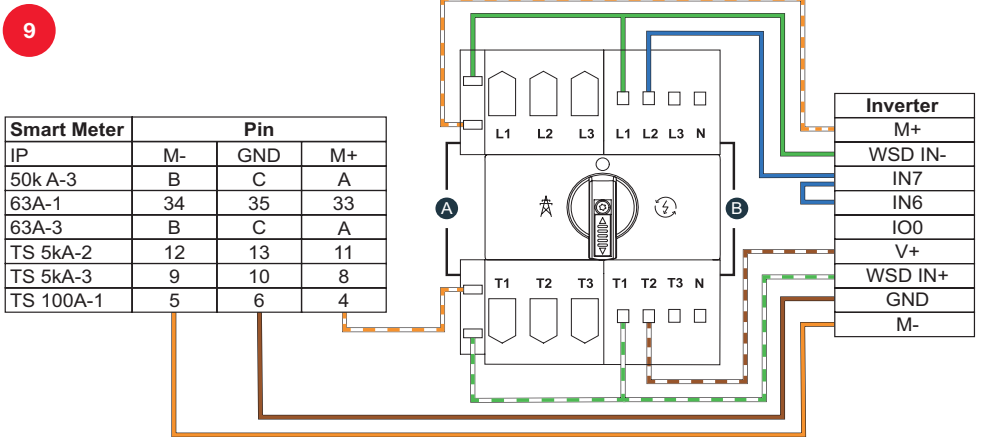 9
Smart Meter Pin
IP M- GND M+
50k A-3 B C A
63A-1 34 35 33
63A-3 B C A
TS 5kA-2 12 13 11
TS 5kA-3 9 10 8
TS 100A-1 5 6 4
L1 L2 L3 L1 L2 L3 N
A B
T1 T2 T3 T1 T2 T3 N
Inverter
M+
WSD IN-
IN7
IN6
IO0
V+
WSD IN+
GND
M-